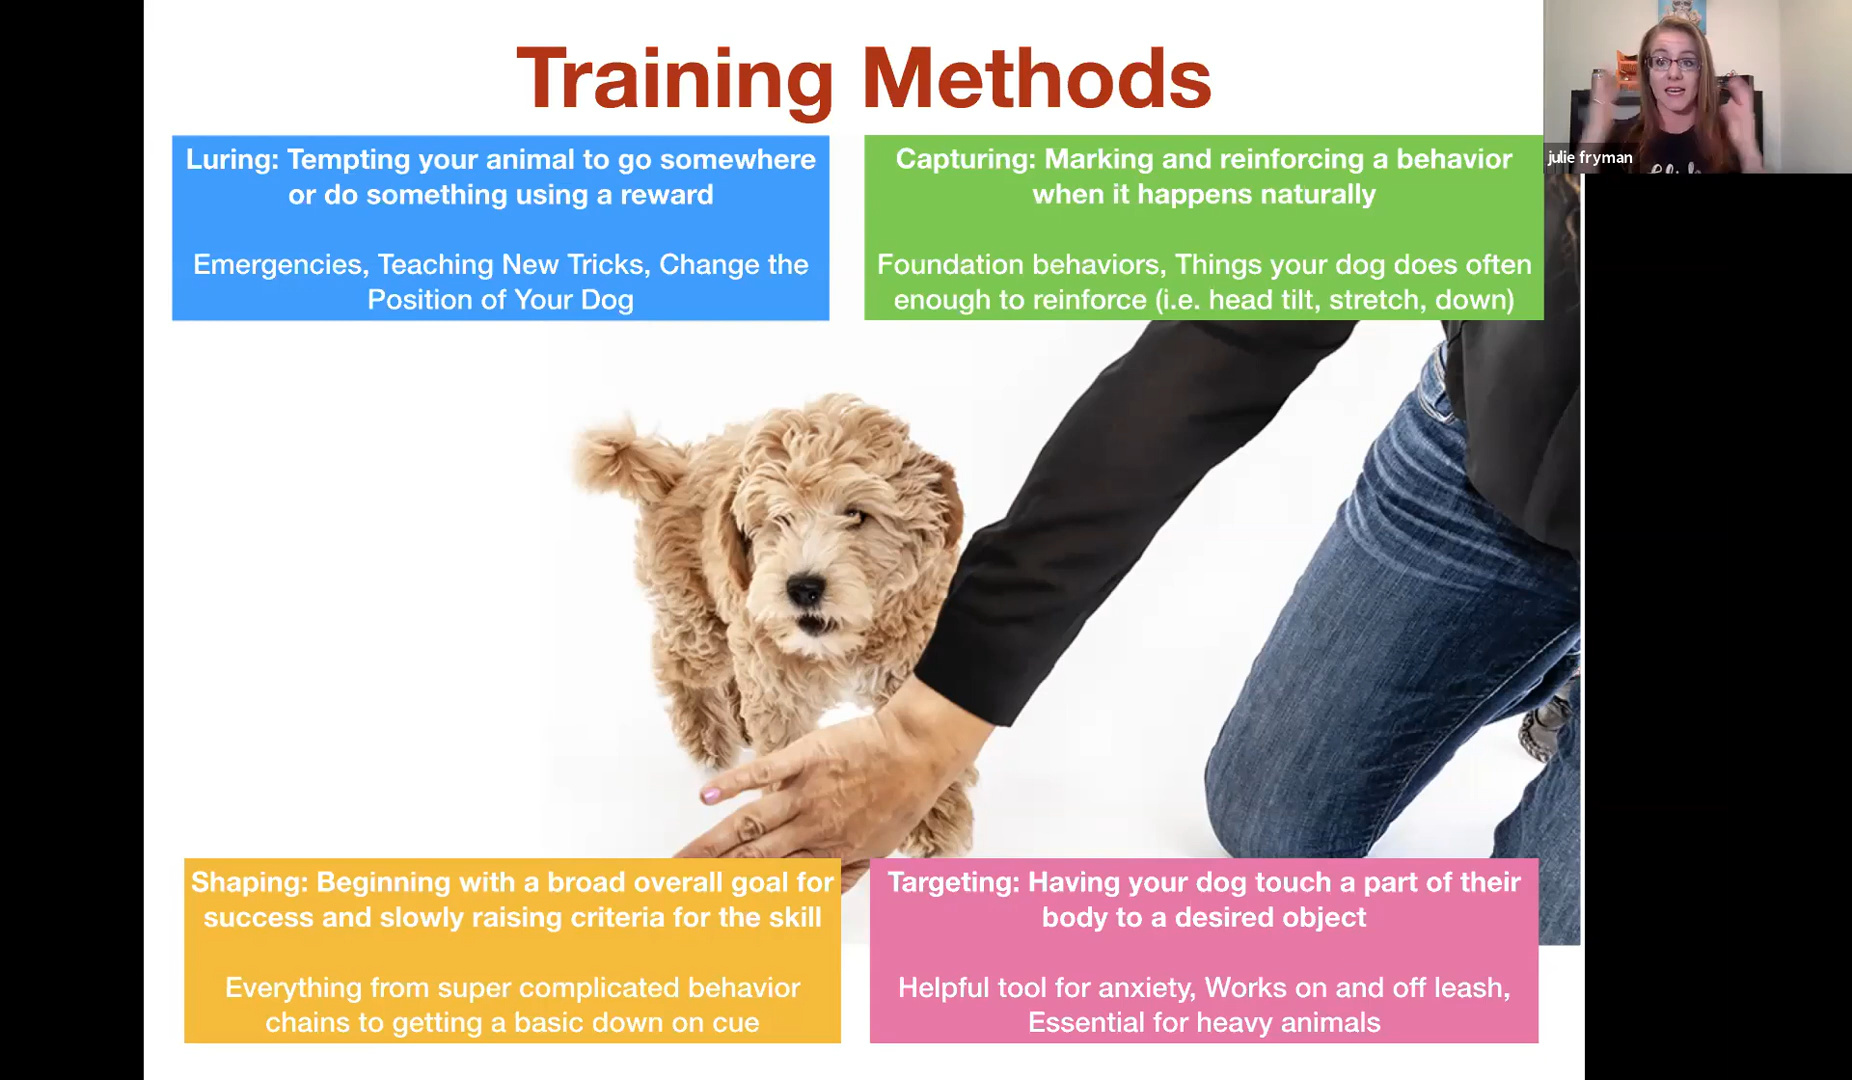 Training Methods
Luring: Tempting your animal to go somewhere
or do something using a reward
Emergencies, Teaching New Tricks, Change the
Position of Your Dog
Capturing: Marking and reinforcing a behavior
when it happens naturally
Foundation behaviors, Things your dog does often
enough to reinforce (i.e. head tilt, stretch, down)
julie fryman
Shaping: Beginning with a broad overall goal for
success and slowly raising criteria for the skill
Everything from super complicated behavior
chains to getting a basic down on cue
Targeting: Having your dog touch a part of their
body to a desired object
Helpful tool for anxiety, Works on and off leash,
Essential for heavy animals